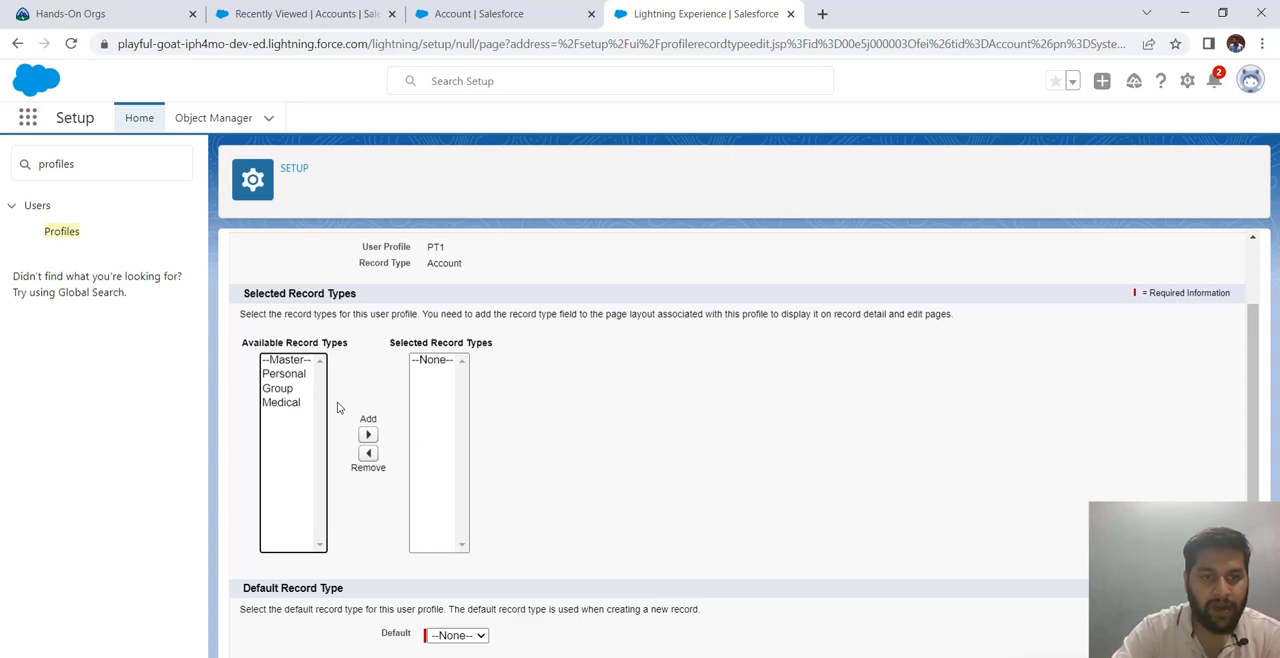 Hands-On Orgs
Recently Viewed | Accounts | Sale
Account | Salesforce
Lightning Experience | Salesforce
playful-goat-iph4mo-dev-ed.lightning.force.com/lightning/setup/null/page?address=%2Fsetup%2Fui%2Fprofilerecordtypeedit.jsp%3Fid%3D00e5j000003Ofei%26tid%3DAccount%26pn%3DSyste...
Search Setup
2
Setup
Home
Object Manager
profiles
SETUP
Users
Profiles
User Profile PT1
Record Type Account
Didn't find what you're looking for?
Try using Global Search.
Selected Record Types
= Required Information
Select the record types for this user profile. You need to add the record type field to the page layout associated with this profile to display it on record detail and edit pages.
Available Record Types
Selected Record Types
--Master--
Personal
Group
Medical
--None--
Add
Remove
Default Record Type
Select the default record type for this user profile. The default record type is used when creating a new record.
Default --None--